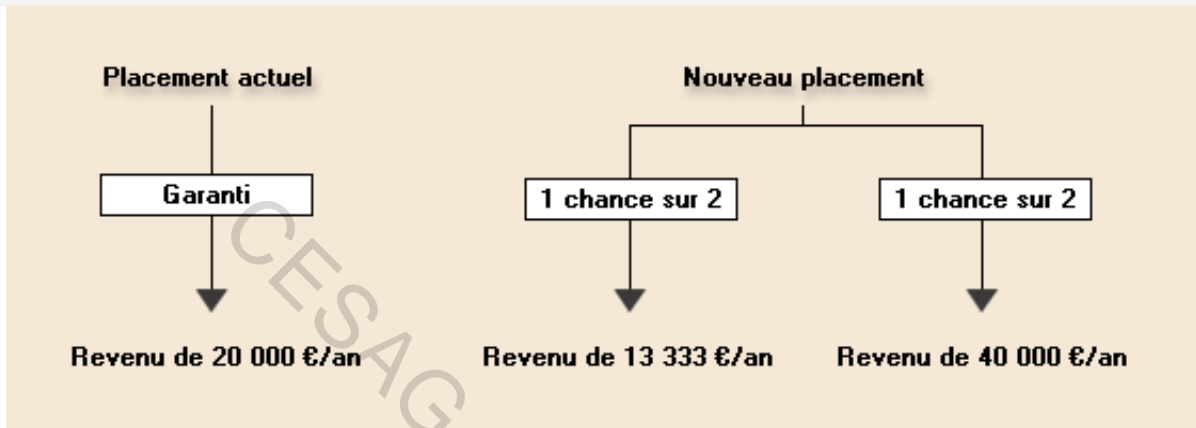 Placement actuel
Nouveau placement
Garanti
1 chance sur 2
1 chance sur 2
Revenu de 20 000 €/an
Revenu de 13 333 €/an
Revenu de 40 000 €/an
CESAG